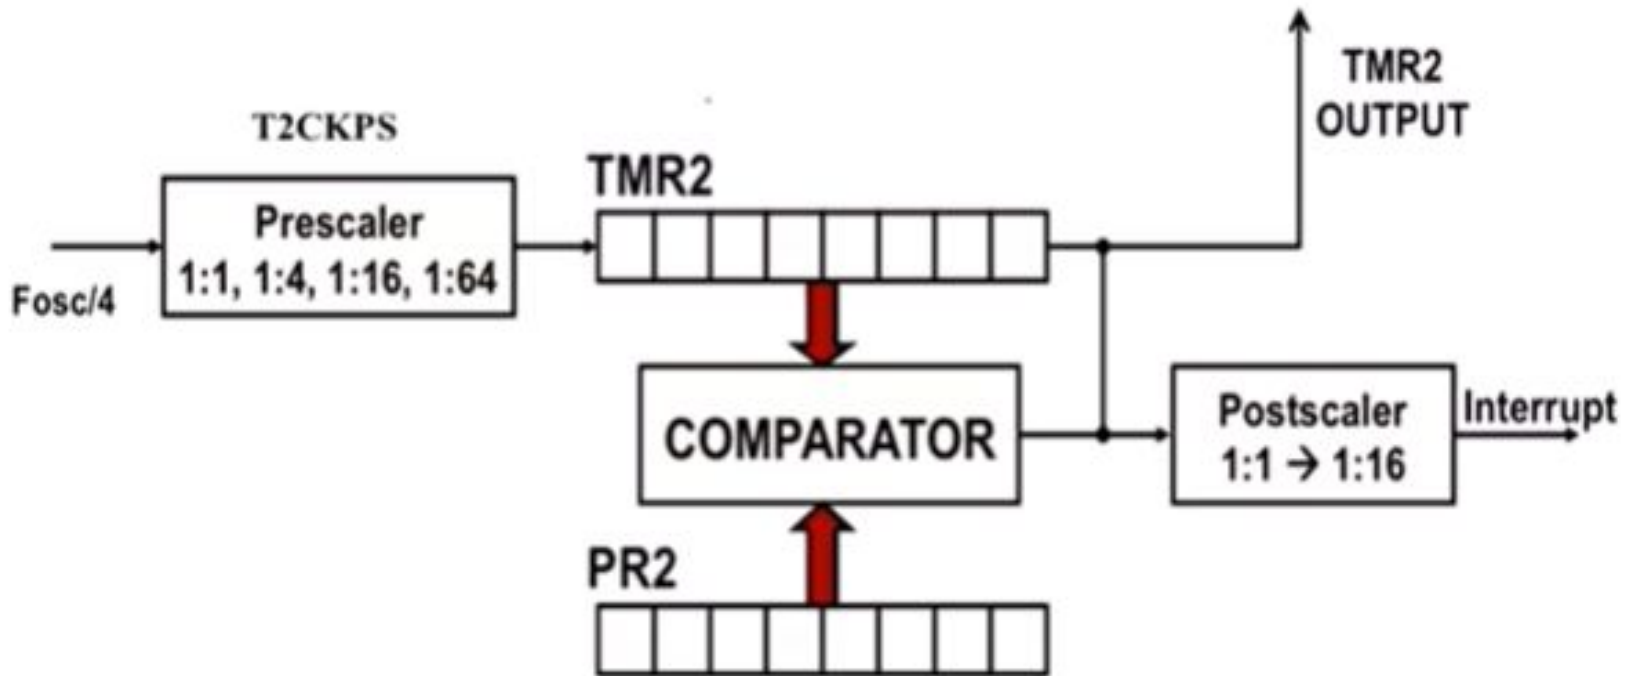 T2CKPS
Prescaler
1:1, 1:4, 1:16, 1:64
Fosc/4
TMR2
TMR2
OUTPUT
COMPARATOR
Postscaler
1:1 → 1:16
Interrupt
PR2